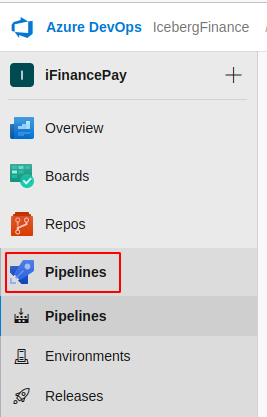 Azure DevOps IcebergFinance /
I iFinancePay +
Overview
Boards
Repos
Pipelines
Pipelines
Environments
Releases